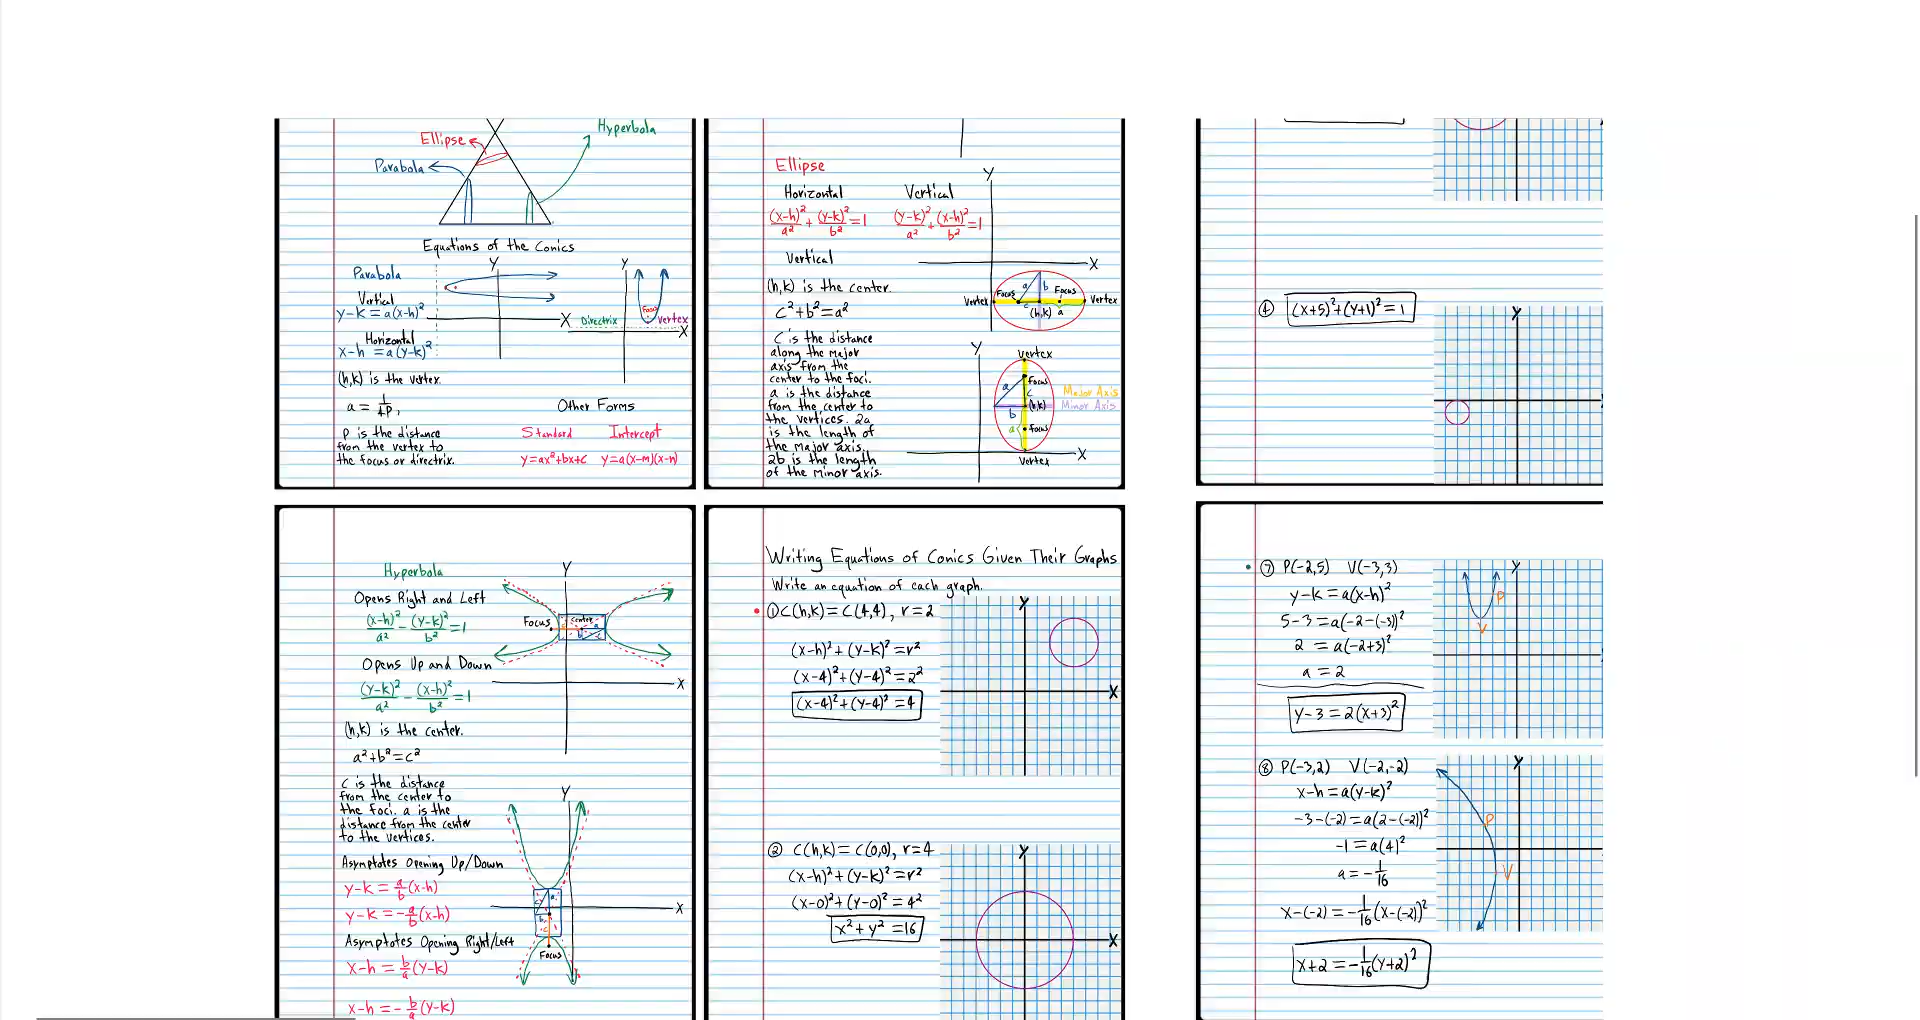 Hyperbola
Ellipse
Parabola
Equations of the Conics
Parabola
Y
Y
Vertical
y-k=a(x-h)²
Focus
X
Directrix
Vertex
X
Horizontal
x-h=a(y-k)²
(h,k) is the vertex.
a = 1/4P,
Other Forms
P is the distance
from the vertex to
the focus or directrix.
Standard
Intercept
y=ax²+bx+c
y=a(x-m)(x-n)
Ellipse
Horizontal
Vertical
(x-h)²/a² + (y-k)²/b² = 1
(y-k)²/a² + (x-h)²/b² = 1
Vertical
(h,k) is the center.
c²+b²=a²
C is the distance
along the major
axis from the
center to the foci.
a is the distance
from the center to
the vertices. 2a
is the length of
the major axis.
2b is the length
of the minor axis.
Y
X
Vertex
Focus
a
b
Focus
Vertex
c
(h,k)
a
Y
Vertex
a
Focus
c
Major Axis
(h,k)
Minor Axis
b
a
Focus
Vertex
X
④ (x+5)²+(y+1)²=1
Y
Hyperbola
Opens Right and Left
(x-h)²/a² - (y-k)²/b² = 1
Opens Up and Down
(y-k)²/a² - (x-h)²/b² = 1
(h,k) is the center.
a²+b²=c²
C is the distance
from the center to
the foci. a is the
distance from the center
to the vertices.
Asymptotes Opening Up/Down
y-k = a/b (x-h)
y-k = -a/b (x-h)
Asymptotes Opening Right/Left
x-h = b/a (y-k)
x-h = - b/a (y-k)
Y
Focus
Center
X
Y
X
Focus
Writing Equations of Conics Given Their Graphs
Write an equation of each graph.
① C(h,k)=C(4,4), r=2
(x-h)²+(y-k)²=r²
(x-4)²+(y-4)²=2²
(x-4)²+(y-4)²=4
Y
X
② C(h,k)=C(0,0), r=4
(x-h)²+(y-k)²=r²
(x-0)²+(y-0)²=4²
x²+y²=16
Y
X
⑦ P(-2,5) V(-3,3)
y-k=a(x-h)²
5-3=a(-2-(-3))²
2 =a(-2+3)²
a=2
y-3=2(x+3)²
Y
P
V
⑧ P(-3,2) V(-2,-2)
x-h=a(y-k)²
-3-(-2)=a(2-(-2))²
-1=a(4)²
a=-1/16
x-(-2)=-1/16(x-(-2))²
x+2=-1/16(y+2)²
Y
P
V